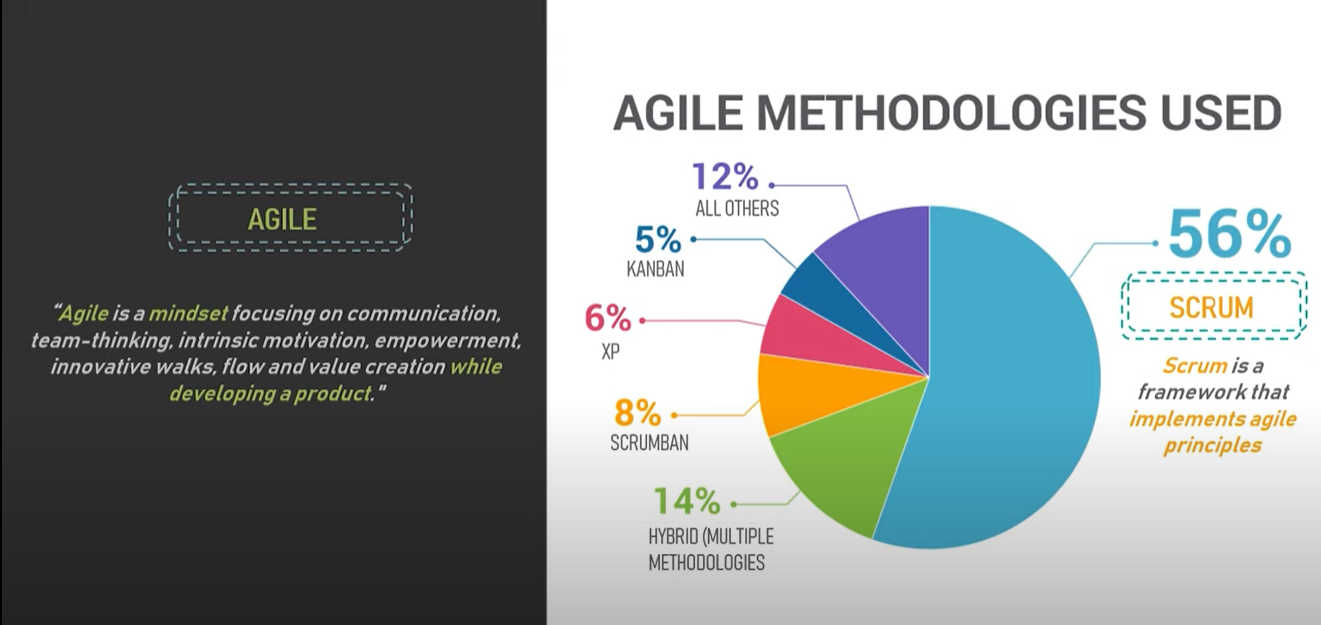 AGILE
“Agile is a mindset focusing on communication,
team-thinking, intrinsic motivation, empowerment,
innovative walks, flow and value creation while
developing a product."
AGILE METHODOLOGIES USED
12%
ALL OTHERS
5%
KANBAN
6%
XP
8%
SCRUMBAN
14%
HYBRID (MULTIPLE
METHODOLOGIES
56%
SCRUM
Scrum is a
framework that
implements agile
principles